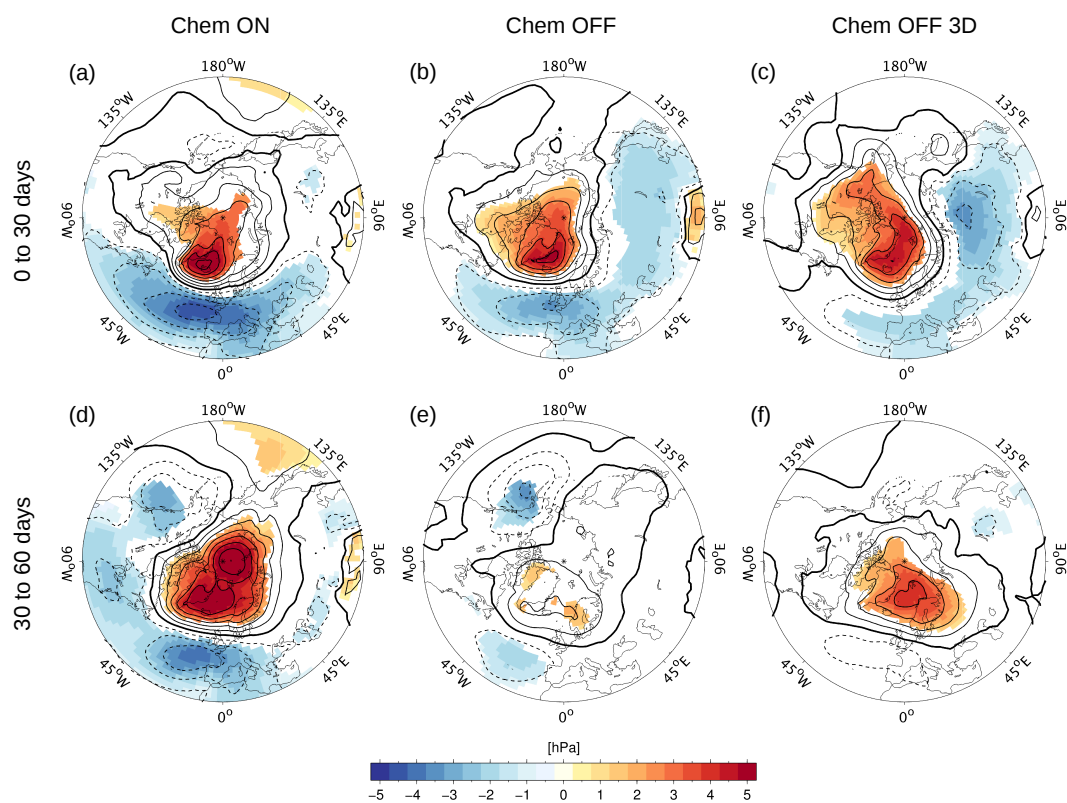 Chem ON Chem OFF Chem OFF 3D
(a) 180°W (b) 180°W (c) 180°W
135°W 135°E 135°W 135°E 135°W 135°E
0 to 30 days
90°W 90°E 90°W 90°E 90°W 90°E
45°W 45°E 45°W 45°E 45°W 45°E
0° 0° 0°
(d) 180°W (e) 180°W (f) 180°W
135°W 135°E 135°W 135°E 135°W 135°E
30 to 60 days
90°W 90°E 90°W 90°E 90°W 90°E
45°W 45°E 45°W 45°E 45°W 45°E
0° 0° 0°
[hPa]
−5 −4 −3 −2 −1 0 1 2 3 4 5